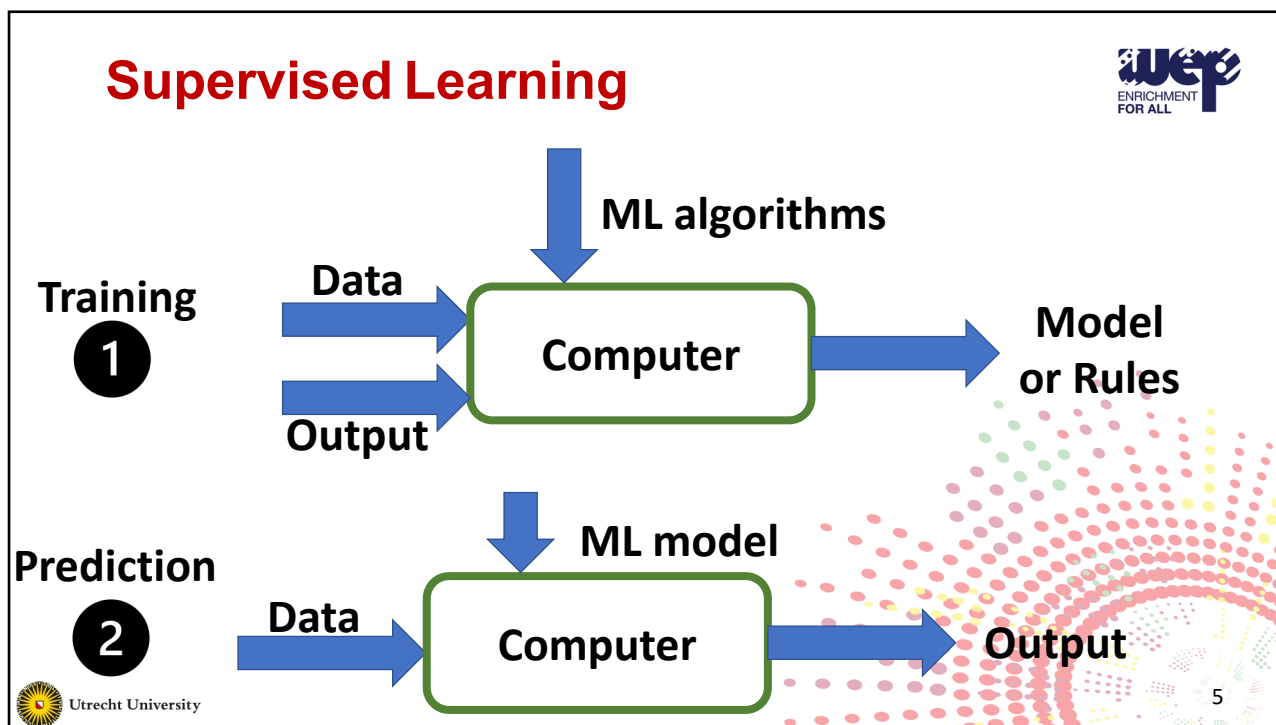 Supervised Learning
iwep
ENRICHMENT
FOR ALL
ML algorithms
Training
1
Data
Output
Computer
Model
or Rules
ML model
Prediction
2
Data
Computer
Output
Utrecht University
5